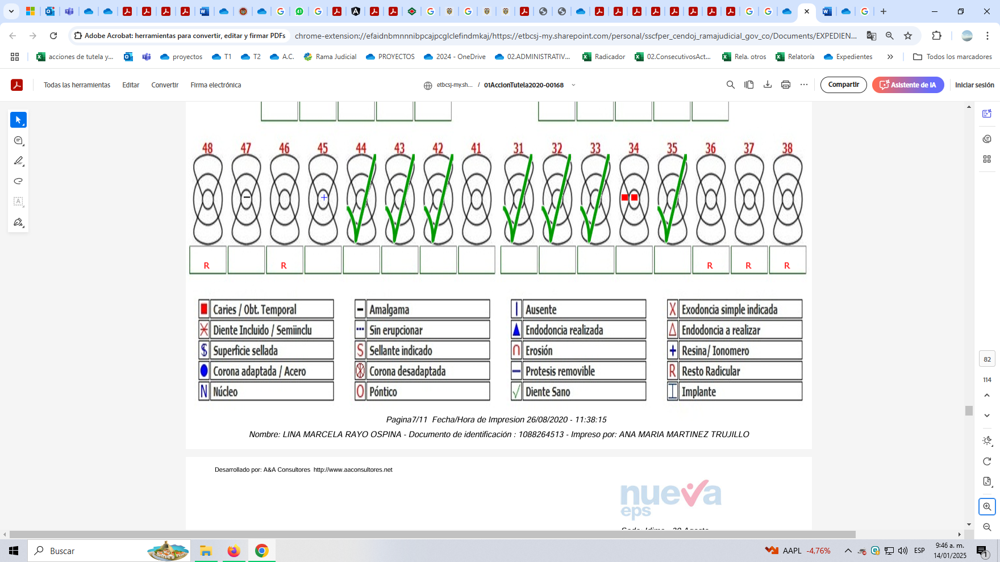 Adobe Acrobat: herramientas para convertir, editar y firmar PDFs chrome-extension://efaidnbmnnnibpcajpcglclefindmkaj/https://etbcsj-my.sharepoint.com/personal/sscfper_cendoj_ramajudicial_gov_co/Documents/EXPEDIEN...
acciones de tutela y... proyectos T1 T2 A.C. Rama Judicial PROYECTOS 2024 - OneDrive 02.ADMINISTRATIV... Radicador 02.ConsecutivosAct... Rela. otros Relatoría Expedientes » Todos los marcadores
Todas las herramientas Editar Convertir Firma electrónica etbcsj-my.sh... / 01AccionTutela2020-00168 Compartir Asistente de IA Iniciar sesión
48 47 46 45 44 43 42 41 31 32 33 34 35 36 37 38
R R R R R
Caries / Obt. Temporal Amalgama Ausente X Exodoncia simple indicada
Diente Incluido / Semiinclu Sin erupcionar Endodoncia realizada Endodoncia a realizar
$ Superficie sellada S Sellante indicado Erosión + Resina/ Ionomero
Corona adaptada / Acero Corona desadaptada Protesis removible R Resto Radicular
N Núcleo O Póntico √ Diente Sano Implante
Pagina7/11 Fecha/Hora de Impresion 26/08/2020 - 11:38:15
Nombre: LINA MARCELA RAYO OSPINA - Documento de identificación : 1088264513 - Impreso por: ANA MARIA MARTINEZ TRUJILLO
Desarrollado por: A&A Consultores http://www.aaconsultores.net
nueva
eps
82
114
Buscar
AAPL -4,76%
ESP
9:46 a. m.
14/01/2025
1